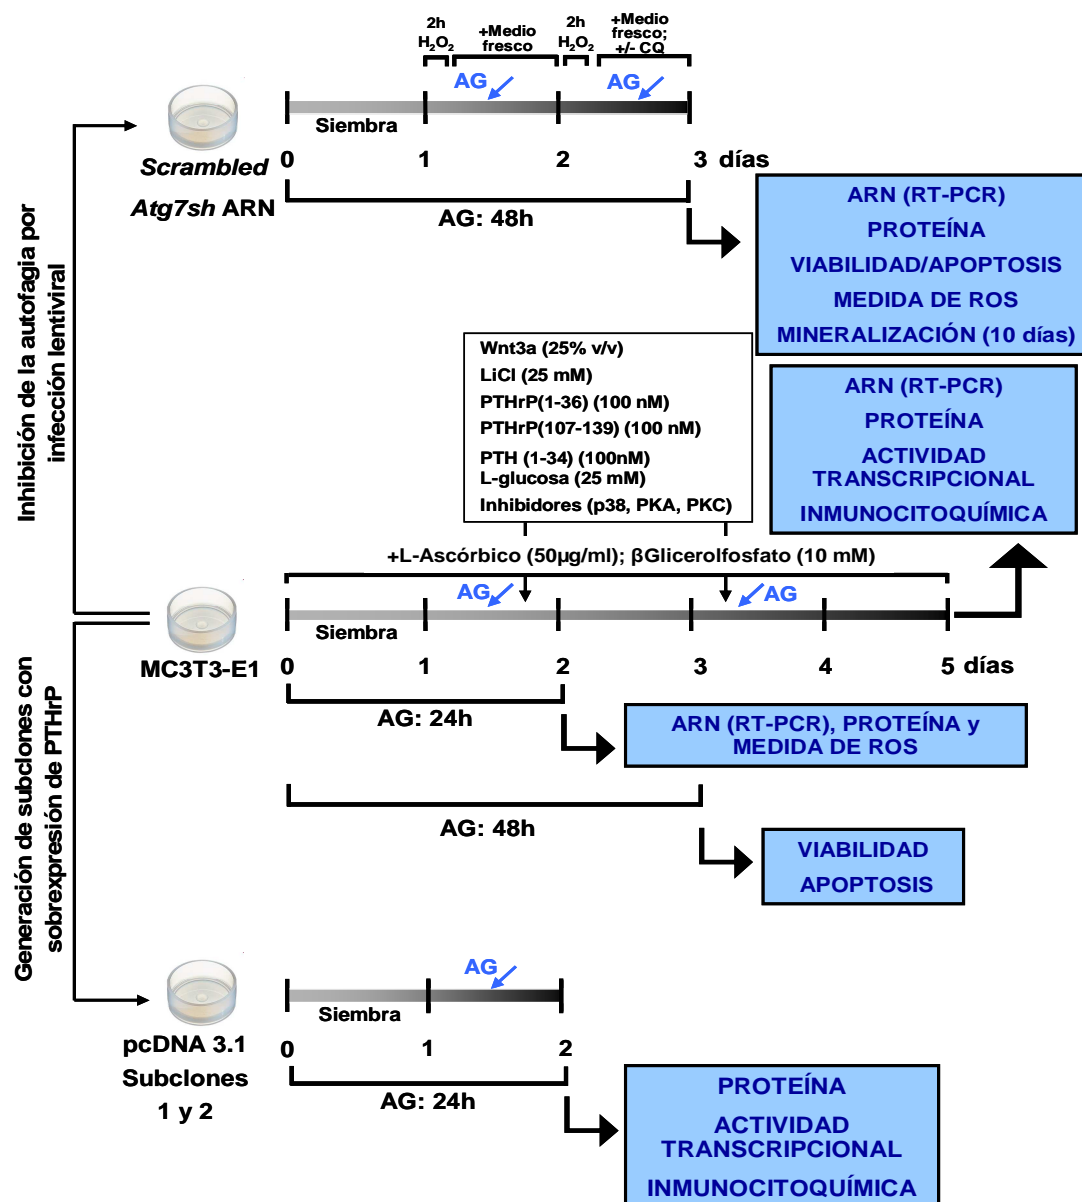 2h
H₂O₂
+Medio
fresco
2h
H₂O₂
+Medio
fresco;
+/- CQ
AG
AG
Siembra
0
1
2
3 días
Scrambled
Atg7sh ARN
AG: 48h
ARN (RT-PCR)
PROTEÍNA
VIABILIDAD/APOPTOSIS
MEDIDA DE ROS
MINERALIZACIÓN (10 días)
Inhibición de la autofagia por
infección lentiviral
Wnt3a (25% v/v)
LiCl (25 mM)
PTHrP(1-36) (100 nM)
PTHrP(107-139) (100 nM)
PTH (1-34) (100nM)
L-glucosa (25 mM)
Inhibidores (p38, PKA, PKC)
ARN (RT-PCR)
PROTEÍNA
ACTIVIDAD
TRANSCRIPCIONAL
INMUNOCITOQUÍMICA
+L-Ascórbico (50µg/ml); βGlicerolfosfato (10 mM)
AG
AG
Siembra
MC3T3-E1
0
1
2
3
4
5 días
AG: 24h
ARN (RT-PCR), PROTEÍNA y
MEDIDA DE ROS
AG: 48h
VIABILIDAD
APOPTOSIS
Generación de subclones con
sobrexpresión de PTHrP
AG
Siembra
pcDNA 3.1
Subclones
1 y 2
0
1
2
AG: 24h
PROTEÍNA
ACTIVIDAD
TRANSCRIPCIONAL
INMUNOCITOQUÍMICA